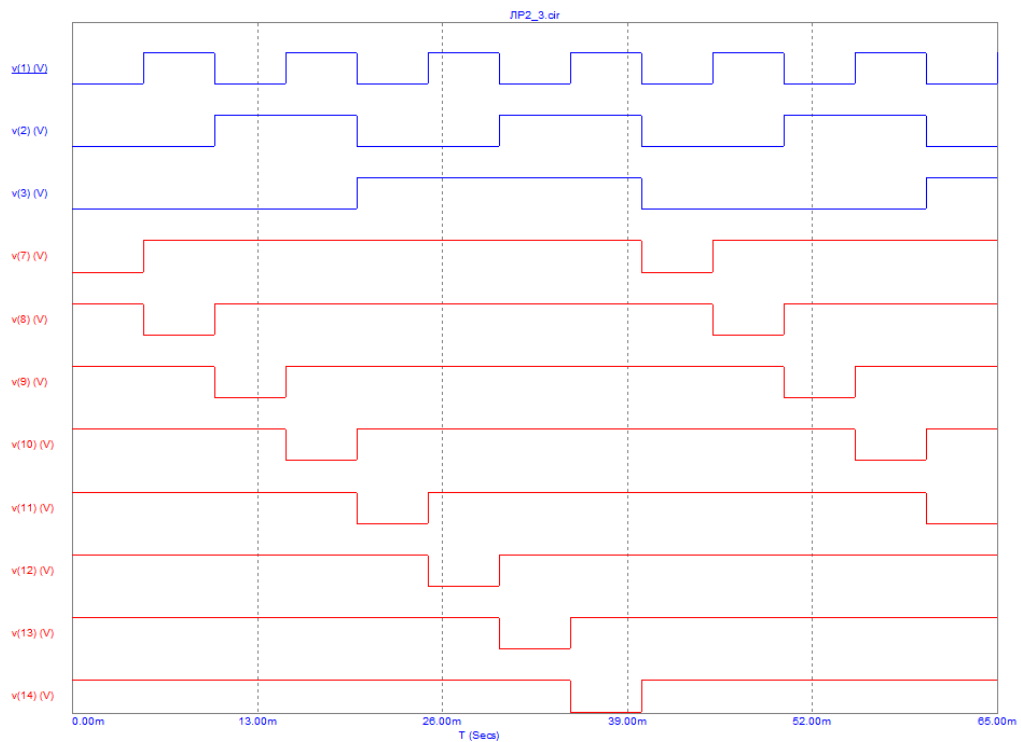 ЛР2_3.cir
v(1) (V)
v(2) (V)
v(3) (V)
v(7) (V)
v(8) (V)
v(9) (V)
v(10) (V)
v(11) (V)
v(12) (V)
v(13) (V)
v(14) (V)
0.00m 13.00m 26.00m 39.00m 52.00m 65.00m
T (Secs)